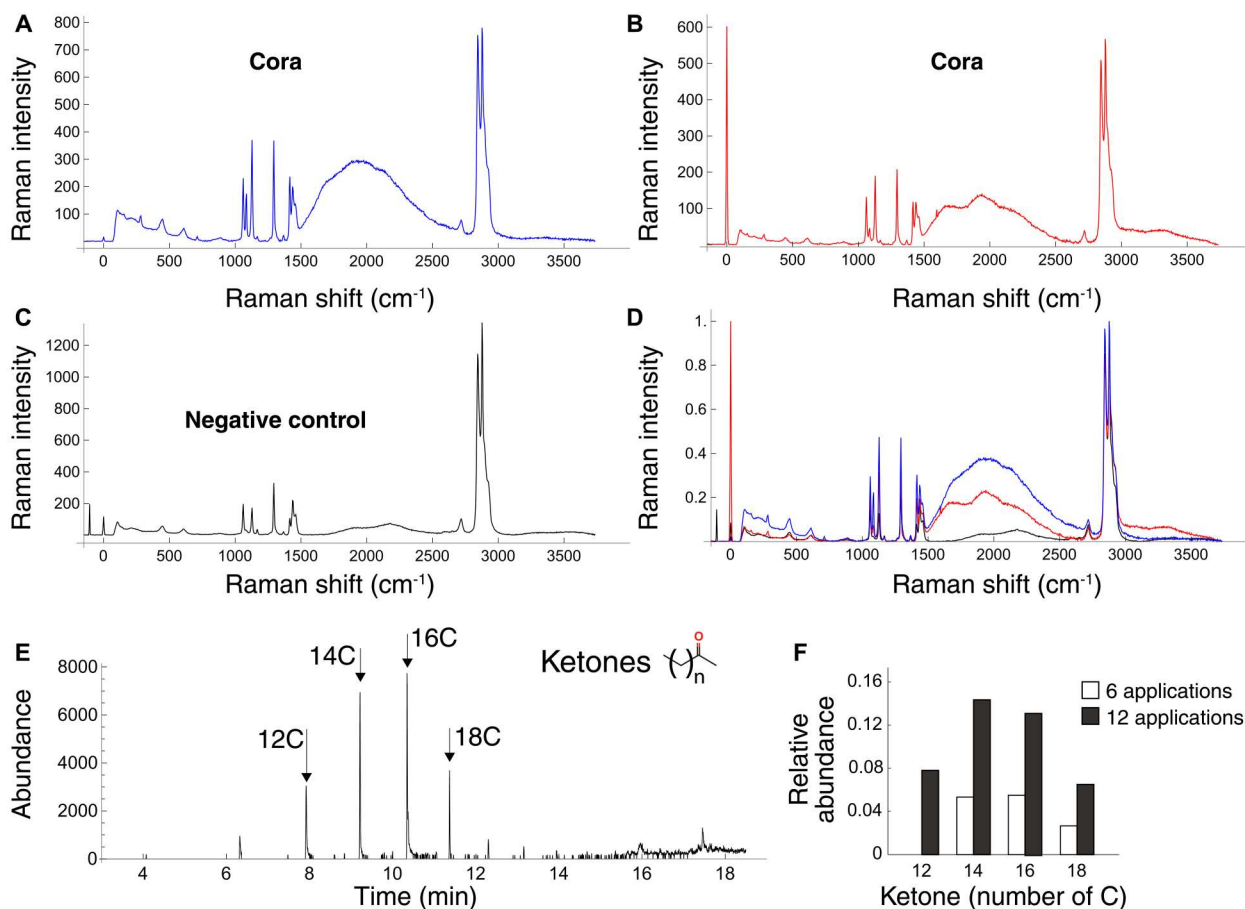 A
Cora
Raman intensity
800
700
600
500
400
300
200
100
0 500 1000 1500 2000 2500 3000 3500
Raman shift (cm-1)
B
Cora
Raman intensity
600
500
400
300
200
100
0 500 1000 1500 2000 2500 3000 3500
Raman shift (cm-1)
C
Negative control
Raman intensity
1200
1000
800
600
400
200
0 500 1000 1500 2000 2500 3000 3500
Raman shift (cm-1)
D
Raman intensity
1.
0.8
0.6
0.4
0.2
0 500 1000 1500 2000 2500 3000 3500
Raman shift (cm-1)
E
Abundance
8000
6000
4000
2000
0
12C
14C
16C
18C
Ketones
O
n
4 6 8 10 12 14 16 18
Time (min)
F
Relative
abundance
0.16
0.12
0.08
0.04
0
6 applications
12 applications
12 14 16 18
Ketone (number of C)